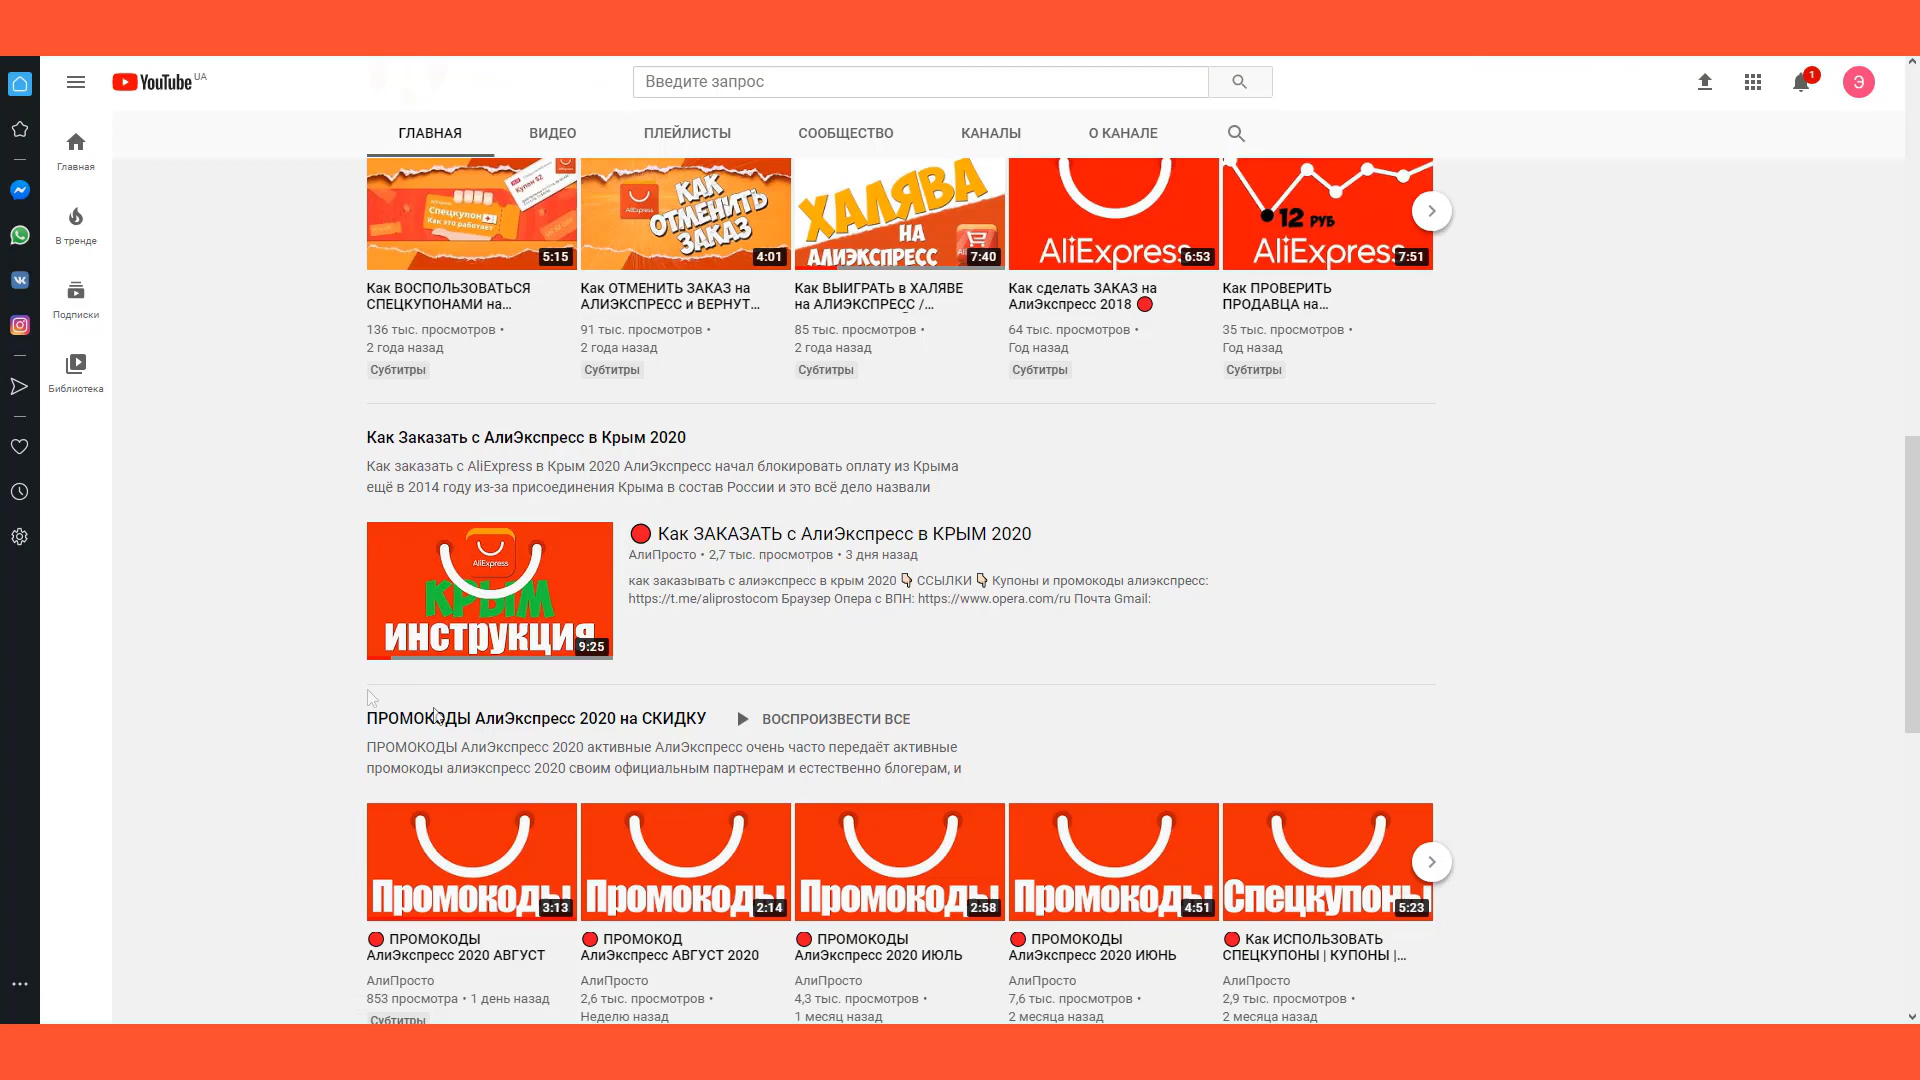 YouTube UA
Введите запрос
1
Э
ГЛАВНАЯ ВИДЕО ПЛЕЙЛИСТЫ СООБЩЕСТВО КАНАЛЫ О КАНАЛЕ
Главная
В тренде
Подписки
Библиотека
Купон $2
Спецкупон
Как это работает
5:15
AliExpress
КАК
ОТМЕНИТЬ
ЗАКАЗ
4:01
ХАЛЯВА
НА
АЛИЭКСПРЕСС
7:40
AliExpress
6:53
12 РУБ
AliExpress
7:51
Как ВОСПОЛЬЗОВАТЬСЯ
СПЕЦКУПОНАМИ на...
136 тыс. просмотров •
2 года назад
Субтитры
Как ОТМЕНИТЬ ЗАКАЗ на
АЛИЭКСПРЕСС и ВЕРНУТ...
91 тыс. просмотров •
2 года назад
Субтитры
Как ВЫИГРАТЬ в ХАЛЯВЕ
на АЛИЭКСПРЕСС /...
85 тыс. просмотров •
2 года назад
Субтитры
Как сделать ЗАКАЗ на
АлиЭкспресс 2018 🔴
64 тыс. просмотров •
Год назад
Субтитры
Как ПРОВЕРИТЬ
ПРОДАВЦА на...
35 тыс. просмотров •
Год назад
Субтитры
Как Заказать с АлиЭкспресс в Крым 2020
Как заказать с AliExpress в Крым 2020 АлиЭкспресс начал блокировать оплату из Крыма
ещё в 2014 году из-за присоединения Крыма в состав России и это всё дело назвали
AliExpress
КРЫМ
ИНСТРУКЦИЯ
9:25
🔴 Как ЗАКАЗАТЬ с АлиЭкспресс в КРЫМ 2020
АлиПросто • 2,7 тыс. просмотров • 3 дня назад
как заказывать с алиэкспресс в крым 2020 👇🏻 ССЫЛКИ 👇🏻 Купоны и промокоды алиэкспресс:
https://t.me/aliprostocom Браузер Опера с ВПН: https://www.opera.com/ru Почта Gmail:
ПРОМОКОДЫ АлиЭкспресс 2020 на СКИДКУ ВОСПРОИЗВЕСТИ ВСЕ
ПРОМОКОДЫ АлиЭкспресс 2020 активные АлиЭкспресс очень часто передаёт активные
промокоды алиэкспресс 2020 своим официальным партнерам и естественно блогерам, и
Промокоды
3:13
Промокоды
2:14
Промокоды
2:58
Промокоды
4:51
Спецкупоны
5:23
🔴 ПРОМОКОДЫ
АлиЭкспресс 2020 АВГУСТ
АлиПросто
853 просмотра • 1 день назад
Субтитры
🔴 ПРОМОКОД
АлиЭкспресс АВГУСТ 2020
АлиПросто
2,6 тыс. просмотров •
Неделю назад
🔴 ПРОМОКОДЫ
АлиЭкспресс 2020 ИЮЛЬ
АлиПросто
4,3 тыс. просмотров •
1 месяц назад
🔴 ПРОМОКОДЫ
АлиЭкспресс 2020 ИЮНЬ
АлиПросто
7,6 тыс. просмотров •
2 месяца назад
🔴 Как ИСПОЛЬЗОВАТЬ
СПЕЦКУПОНЫ | КУПОНЫ |...
АлиПросто
2,9 тыс. просмотров •
2 месяца назад